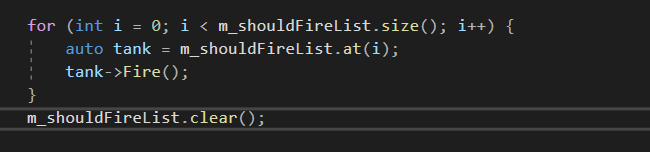 for (int i = 0; i < m_shouldFireList.size(); i++) {
    auto tank = m_shouldFireList.at(i);
    tank->Fire();
}
m_shouldFireList.clear();